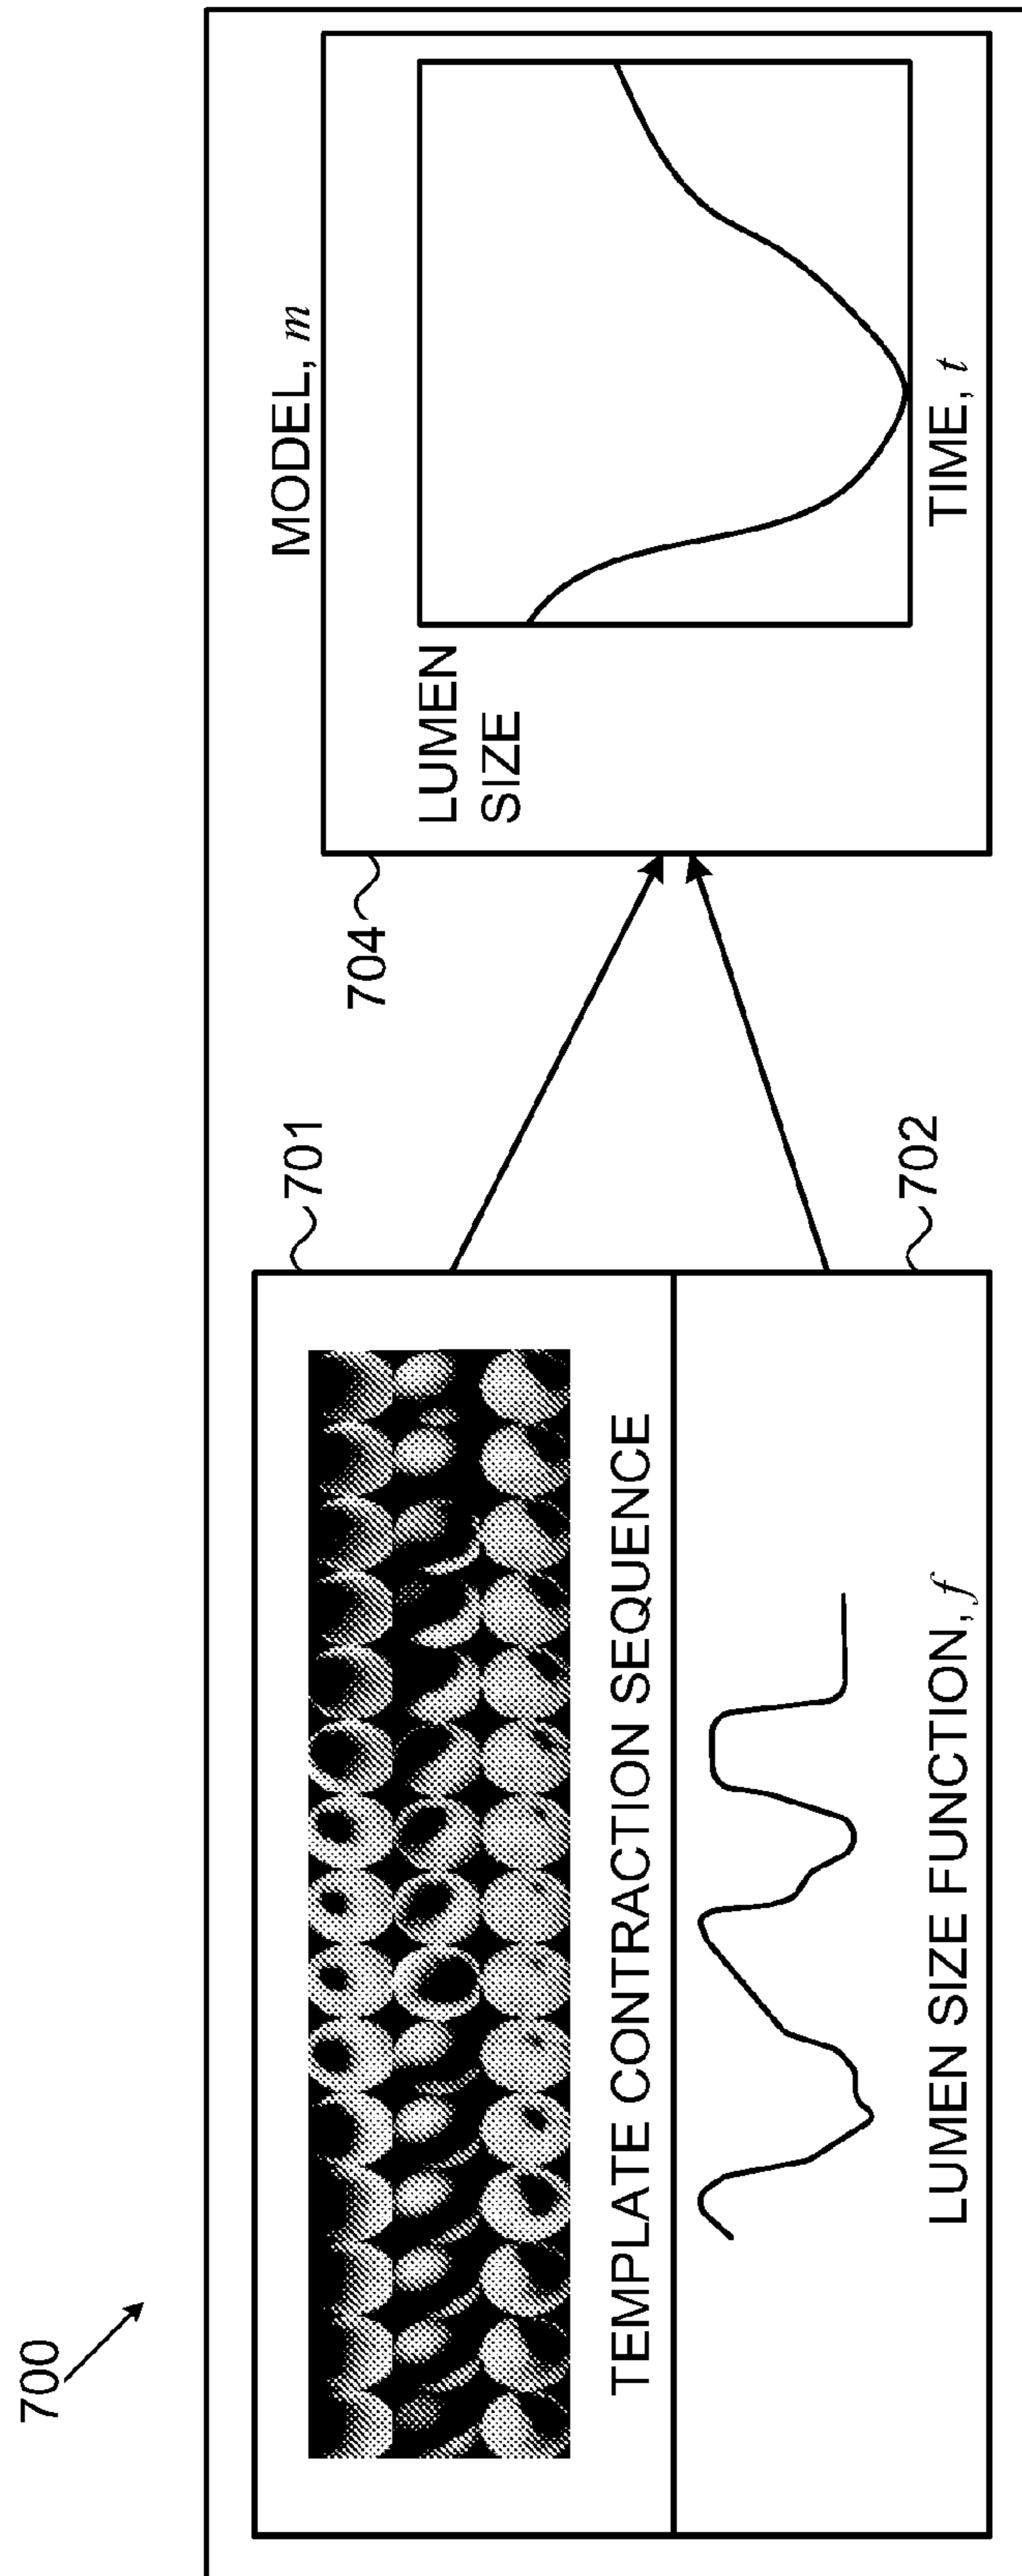 700
701
TEMPLATE CONTRACTION SEQUENCE
702
LUMEN SIZE FUNCTION, f
704
MODEL, m
LUMEN
SIZE
TIME, t